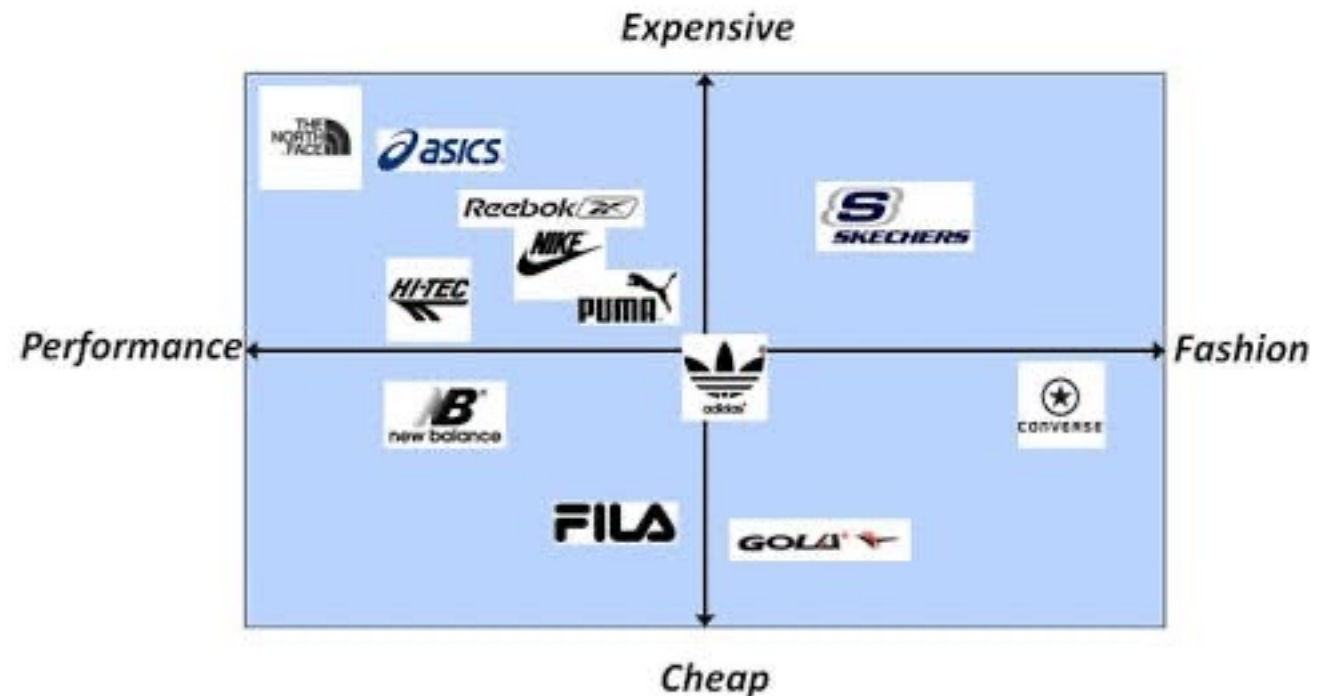 Expensive
THE
NORTH
FACE
asics
Reebok
SKECHERS
NIKE
HI-TEC
PUMA
Performance
Fashion
adidas
CONVERSE
NB
new balance
FILA
GOLA
Cheap